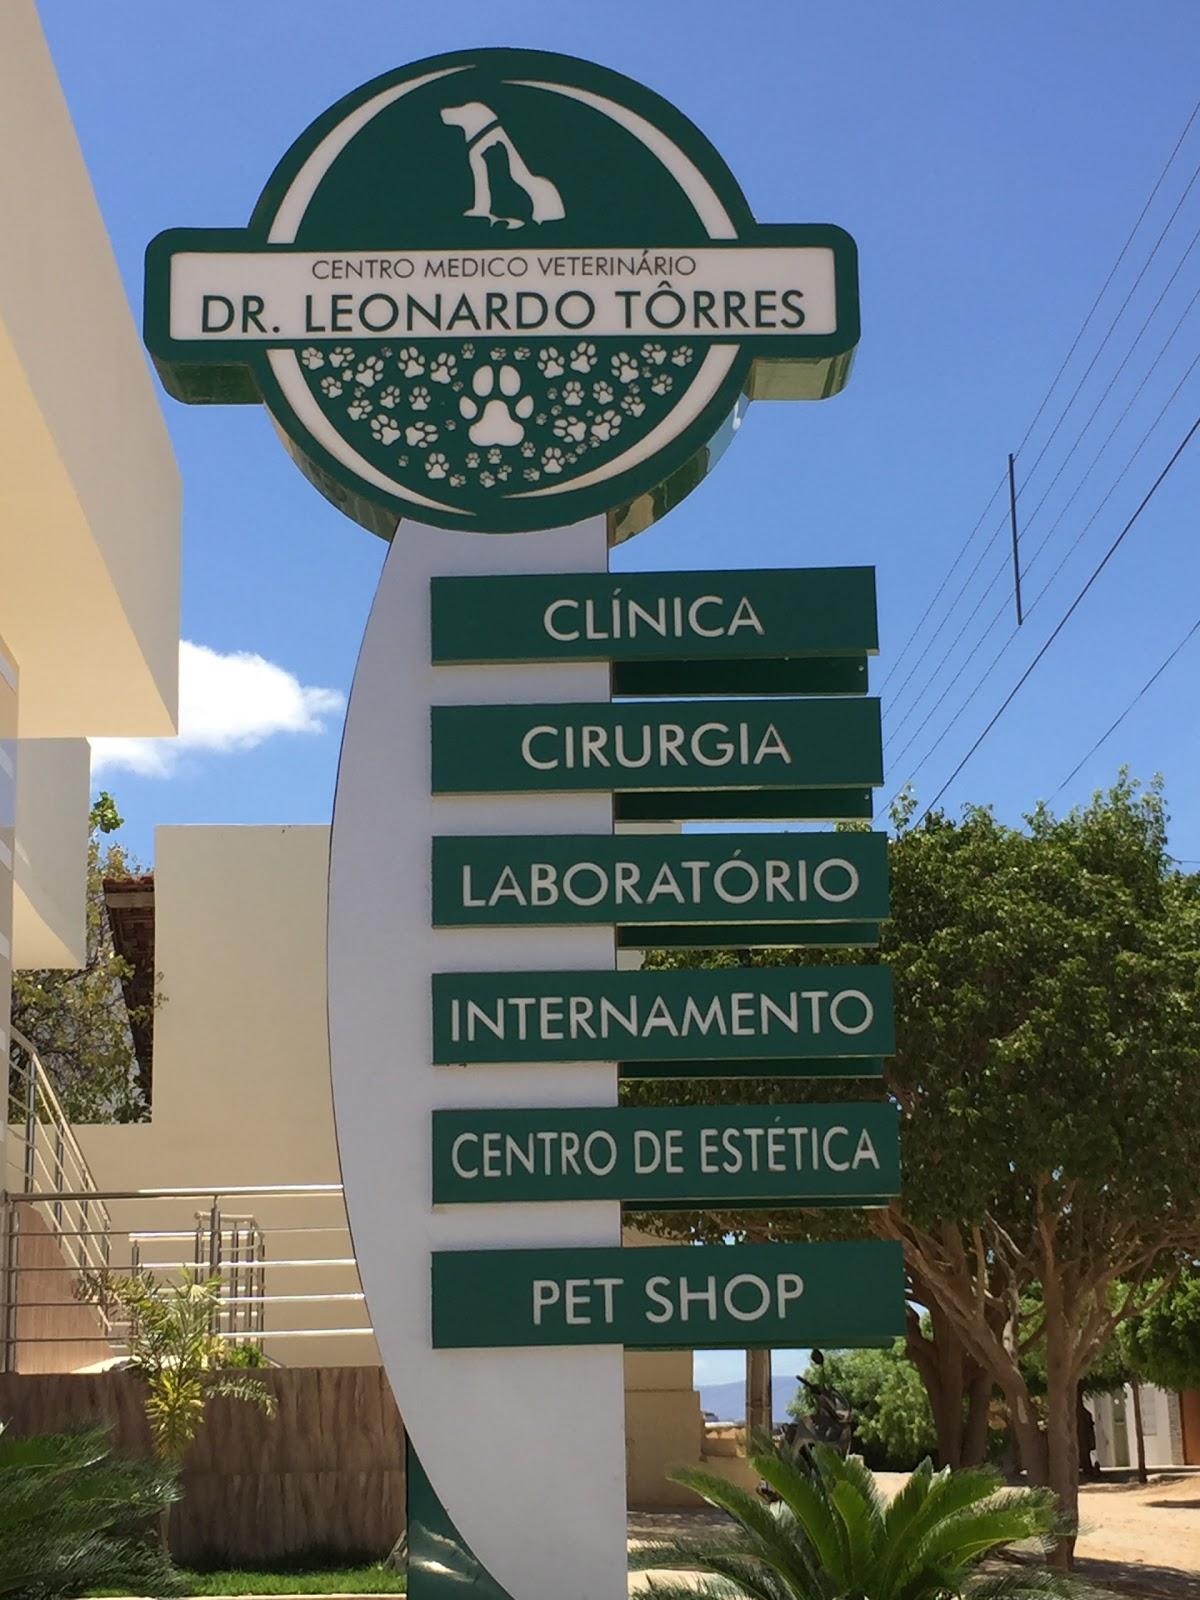 CENTRO MEDICO VETERINÁRIO
DR. LEONARDO TÔRRES
CLÍNICA
CIRURGIA
LABORATÓRIO
INTERNAMENTO
CENTRO DE ESTÉTICA
PET SHOP